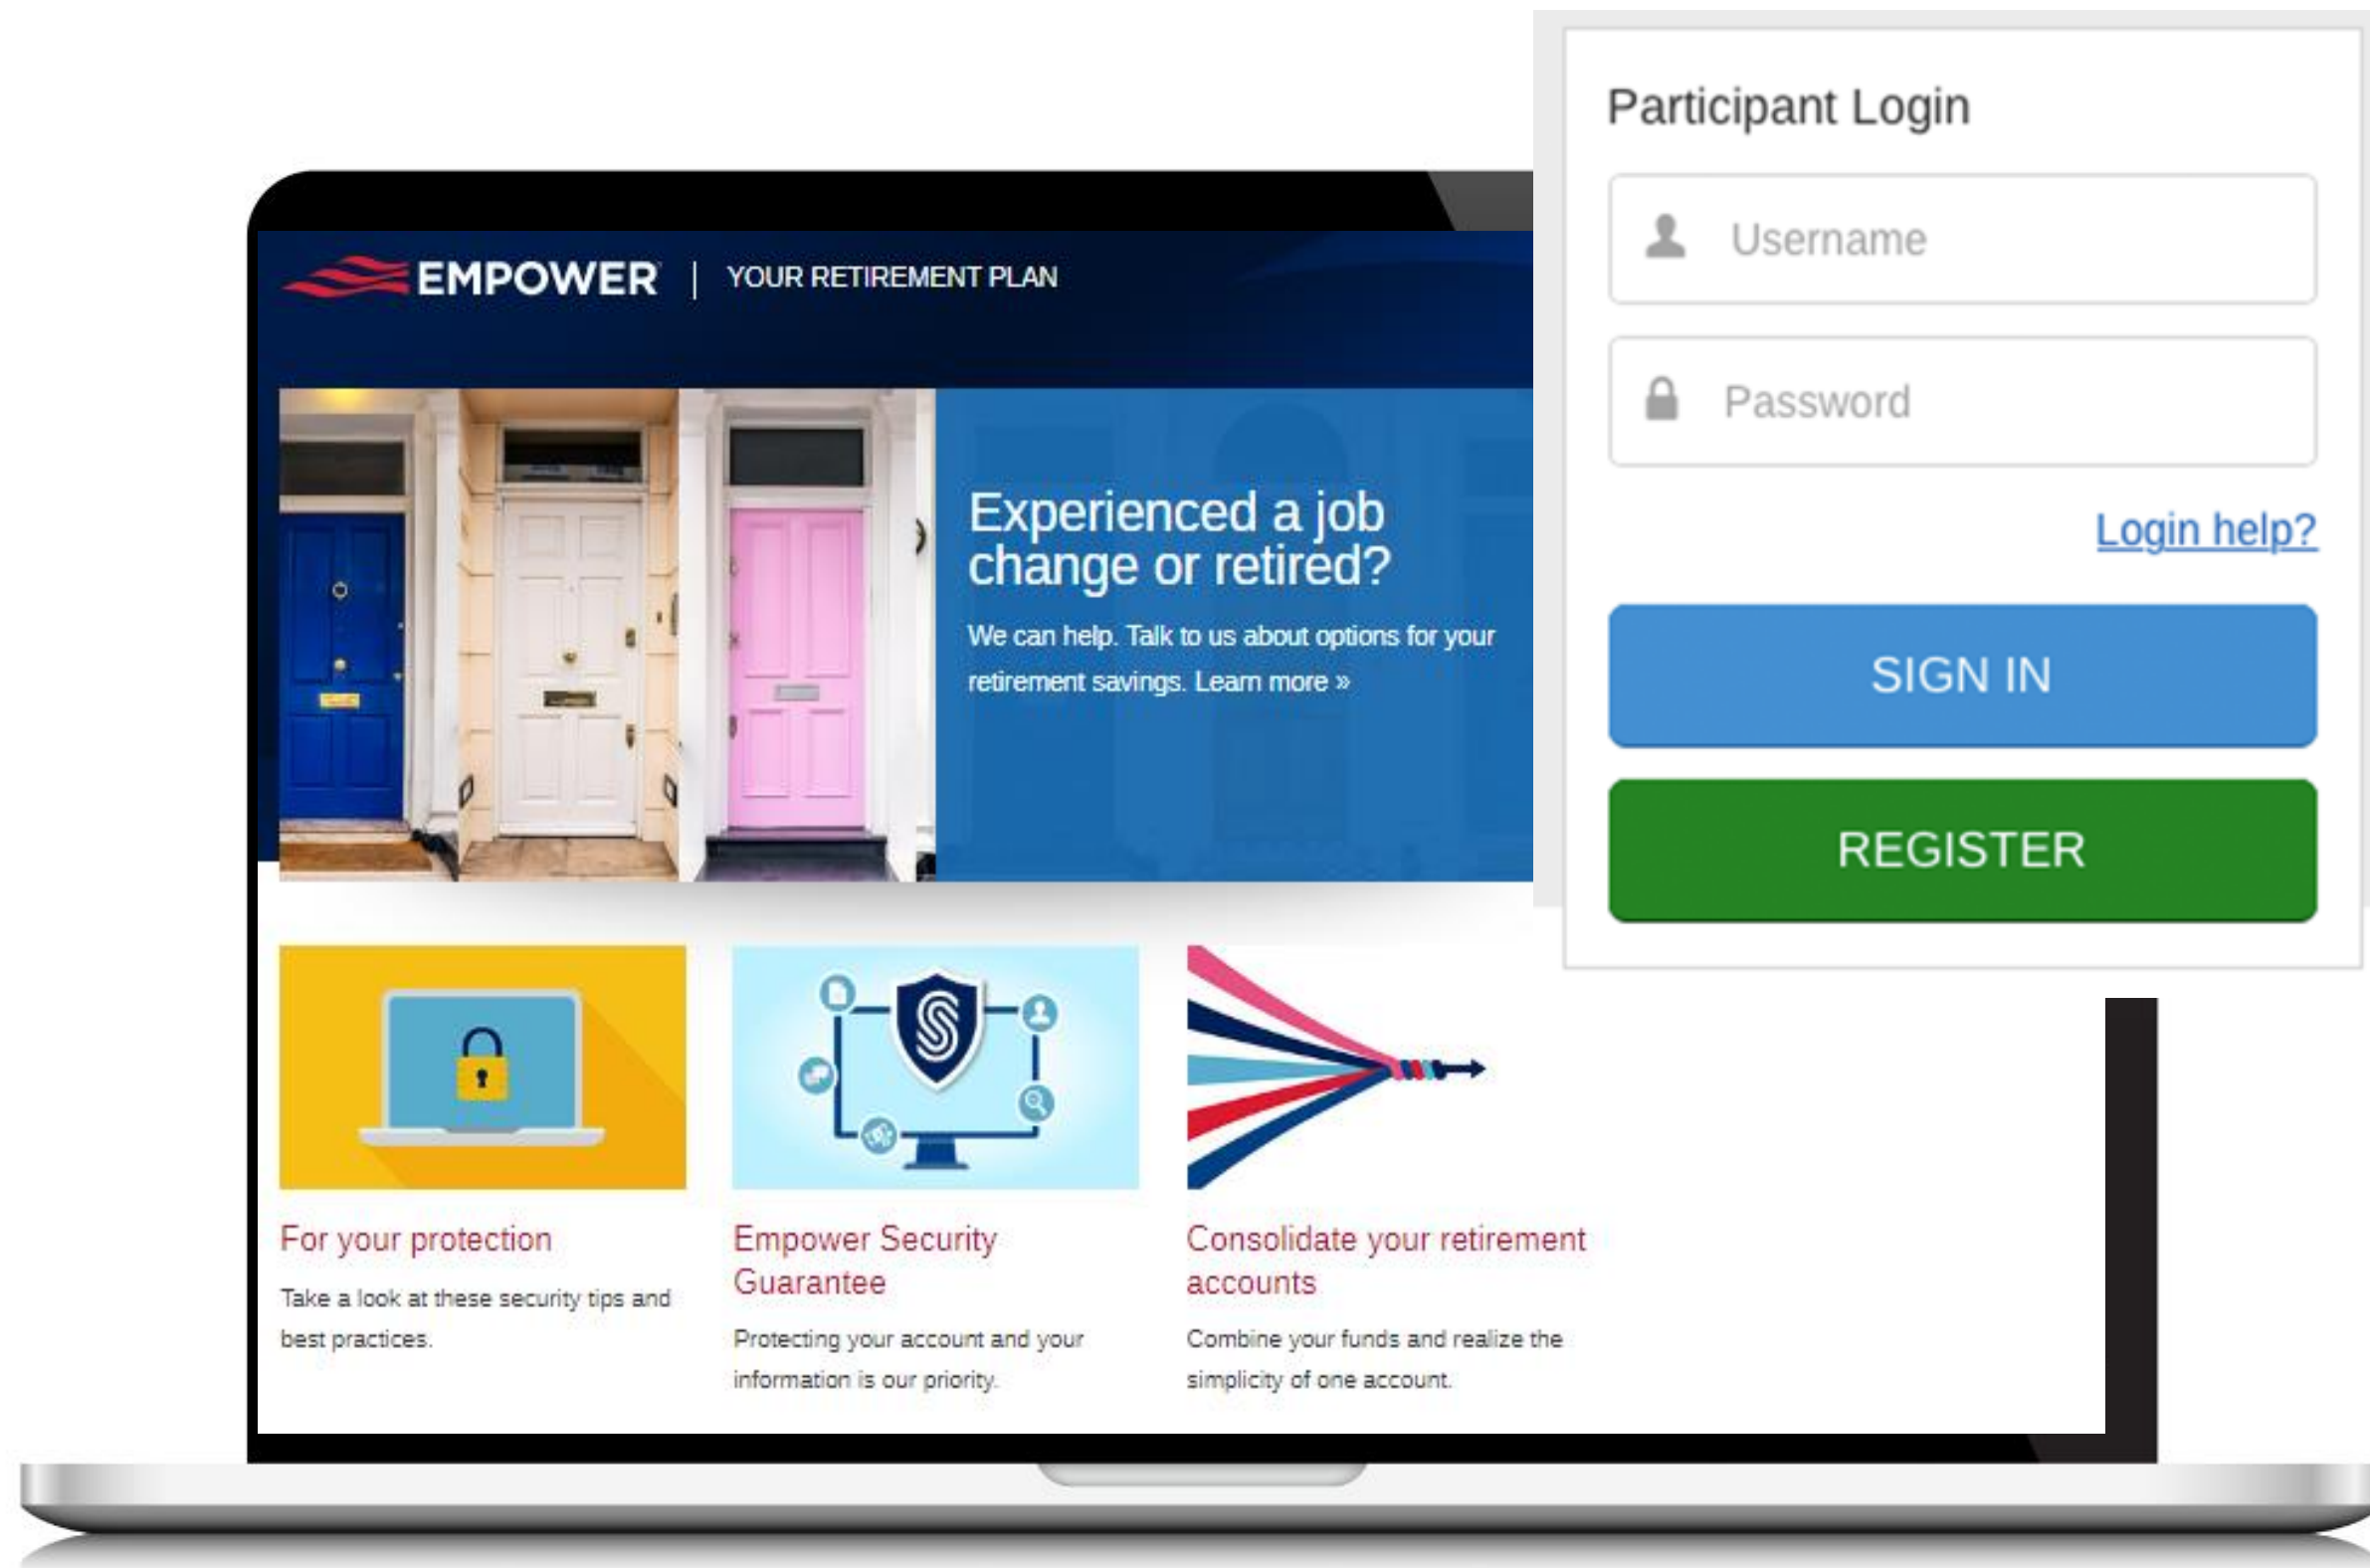 Participant Login
Username
Password
Login help?
SIGN IN
REGISTER
EMPOWER | YOUR RETIREMENT PLAN
Experienced a job
change or retired?
We can help. Talk to us about options for your
retirement savings. Learn more »
For your protection
Take a look at these security tips and
best practices.
Empower Security
Guarantee
Protecting your account and your
information is our priority.
Consolidate your retirement
accounts
Combine your funds and realize the
simplicity of one account.